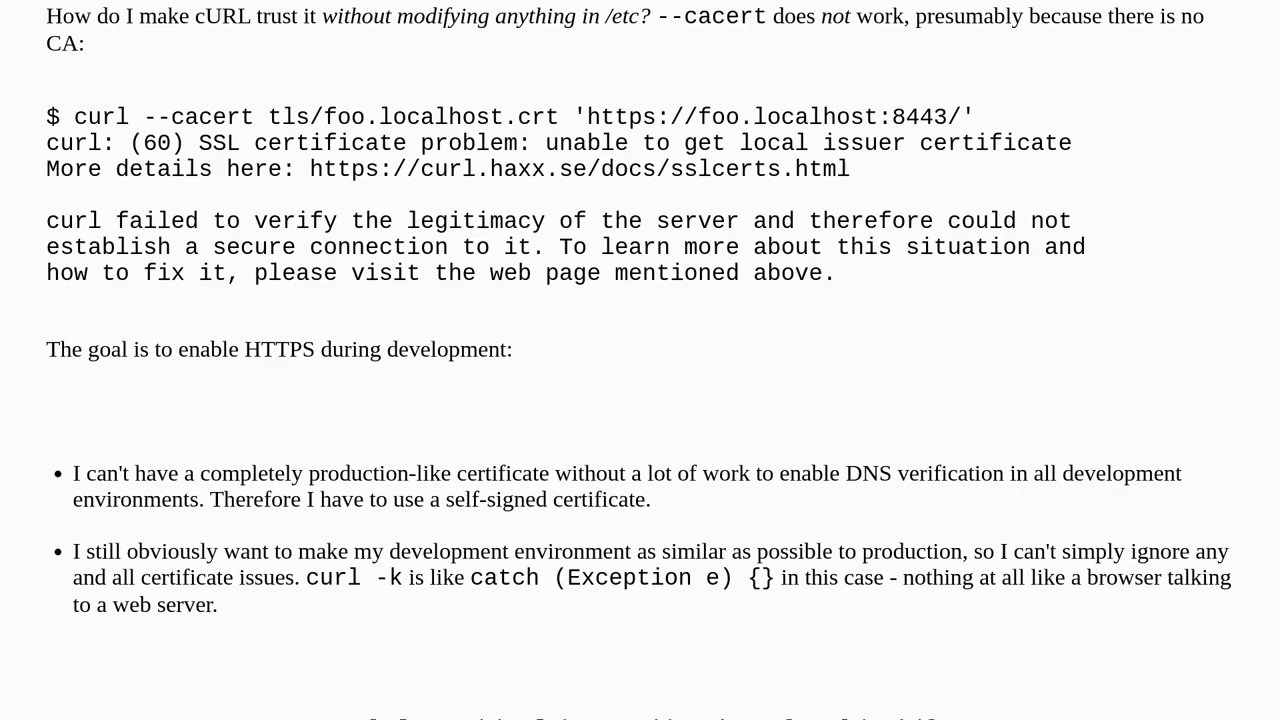 How do I make cURL trust it without modifying anything in /etc? --cacert does not work, presumably because there is no
CA:
$ curl --cacert tls/foo.localhost.crt 'https://foo.localhost:8443/'
curl: (60) SSL certificate problem: unable to get local issuer certificate
More details here: https://curl.haxx.se/docs/sslcerts.html
curl failed to verify the legitimacy of the server and therefore could not
establish a secure connection to it. To learn more about this situation and
how to fix it, please visit the web page mentioned above.
The goal is to enable HTTPS during development:
• I can't have a completely production-like certificate without a lot of work to enable DNS verification in all development
environments. Therefore I have to use a self-signed certificate.
• I still obviously want to make my development environment as similar as possible to production, so I can't simply ignore any
and all certificate issues. curl -k is like catch (Exception e) {} in this case - nothing at all like a browser talking
to a web server.